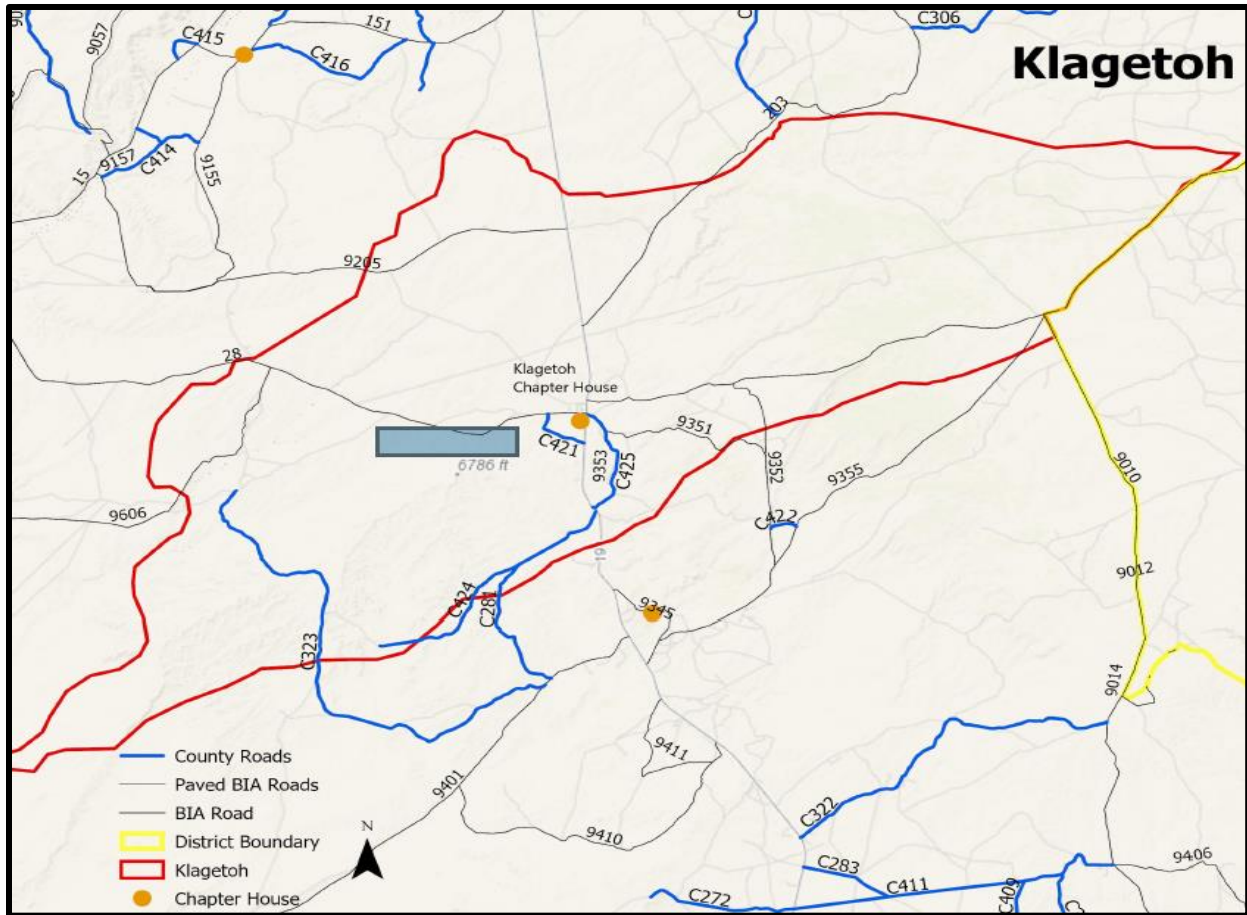 C306
151
C415
C416
9057
Klagetoh
203
9157
C414
15
9155
9205
28
Klagetoh
Chapter House
C421
9351
9353
C425
6786 ft
9352
9355
9010
9606
C422
61
9012
C424
C281
9345
C323
9014
9411
9401
9410
C322
C283
C411
C272
C409
9406
County Roads
Paved BIA Roads
BIA Road
District Boundary
Klagetoh
Chapter House
N